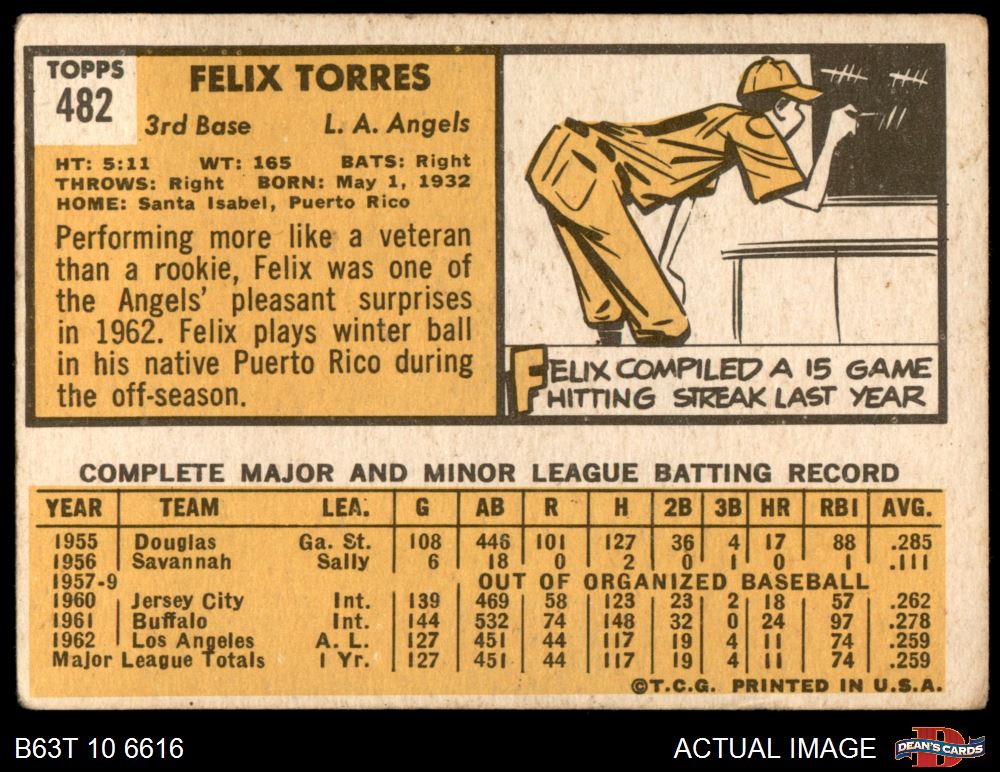 TOPPS
482
FELIX TORRES
3rd Base L. A. Angels
HT: 5:11 WT: 165 BATS: Right
THROWS: Right BORN: May 1, 1932
HOME: Santa Isabel, Puerto Rico
Performing more like a veteran
than a rookie, Felix was one of
the Angels' pleasant surprises
in 1962. Felix plays winter ball
in his native Puerto Rico during
the off-season.
FELIX COMPILED A 15 GAME
HITTING STREAK LAST YEAR
COMPLETE MAJOR AND MINOR LEAGUE BATTING RECORD
YEAR TEAM LEA. G AB R H 2B 3B HR RBI AVG.
1955 Douglas Ga. St. 108 446 101 127 36 4 17 88 .285
1956 Savannah Sally 6 18 0 2 0 1 0 1 .111
1957-9 OUT OF ORGANIZED BASEBALL
1960 Jersey City Int. 139 469 58 123 23 2 18 57 .262
1961 Buffalo Int. 144 532 74 148 32 0 24 97 .278
1962 Los Angeles A. L. 127 451 44 117 19 4 11 74 .259
Major League Totals 1 Yr. 127 451 44 117 19 4 11 74 .259
©T.C.G. PRINTED IN U.S.A.
B63T 10 6616 ACTUAL IMAGE DEAN'S CARDS